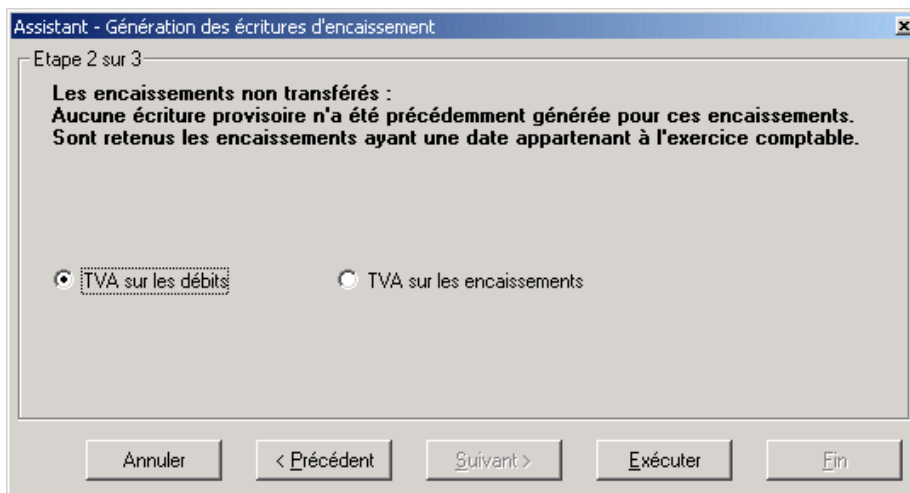 Assistant - Génération des écritures d'encaissement
Etape 2 sur 3
Les encaissements non transférés :
Aucune écriture provisoire n'a été précédemment générée pour ces encaissements.
Sont retenus les encaissements ayant une date appartenant à l'exercice comptable.
TVA sur les débits
TVA sur les encaissements
Annuler
< Précédent
Suivant >
Exécuter
Fin